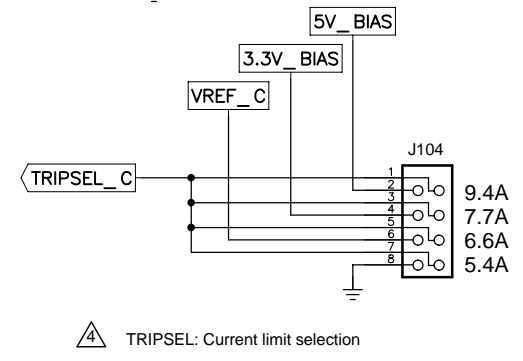 5V_BIAS
3.3V_BIAS
VREF_C
J104
TRIPSEL_C
1
2
3
4
5
6
7
8
9.4A
7.7A
6.6A
5.4A
4 TRIPSEL: Current limit selection